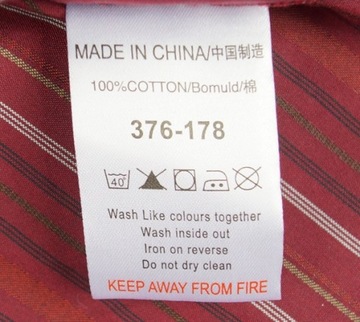 MADE IN CHINA/中国制造
100%COTTON/Bomuld/棉
376-178
40°
Wash Like colours together
Wash inside out
Iron on reverse
Do not dry clean
KEEP AWAY FROM FIRE